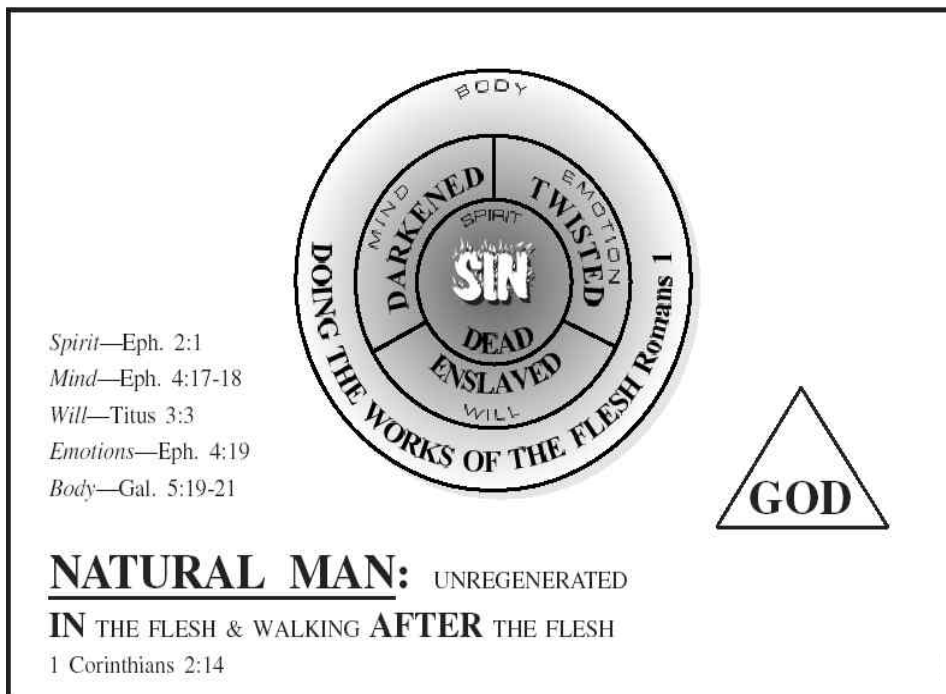 BODY
MIND
DARKENED
EMOTION
TWISTED
SPIRIT
SIN
DEAD
ENSLAVED
WILL
DOING THE WORKS OF THE FLESH Romans 1
Spirit—Eph. 2:1
Mind—Eph. 4:17-18
Will—Titus 3:3
Emotions—Eph. 4:19
Body—Gal. 5:19-21
GOD
NATURAL MAN: UNREGENERATED
IN THE FLESH & WALKING AFTER THE FLESH
1 Corinthians 2:14